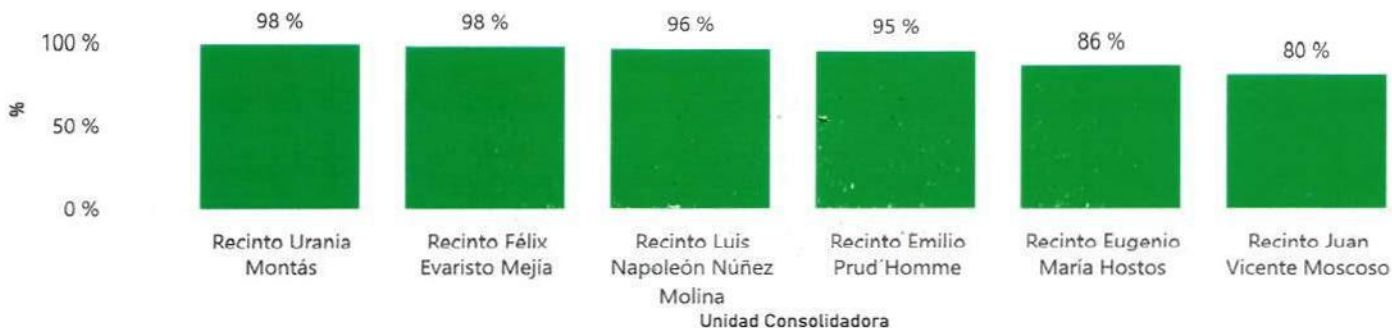 98 %
98 %
96 %
95 %
86 %
80 %
100 %
50 %
0 %
%
Recinto Urania
Montás
Recinto Félix
Evaristo Mejía
Recinto Luis
Napoleón Núñez
Molina
Recinto Emilio
Prud´Homme
Recinto Eugenio
María Hostos
Recinto Juan
Vicente Moscoso
Unidad Consolidadora